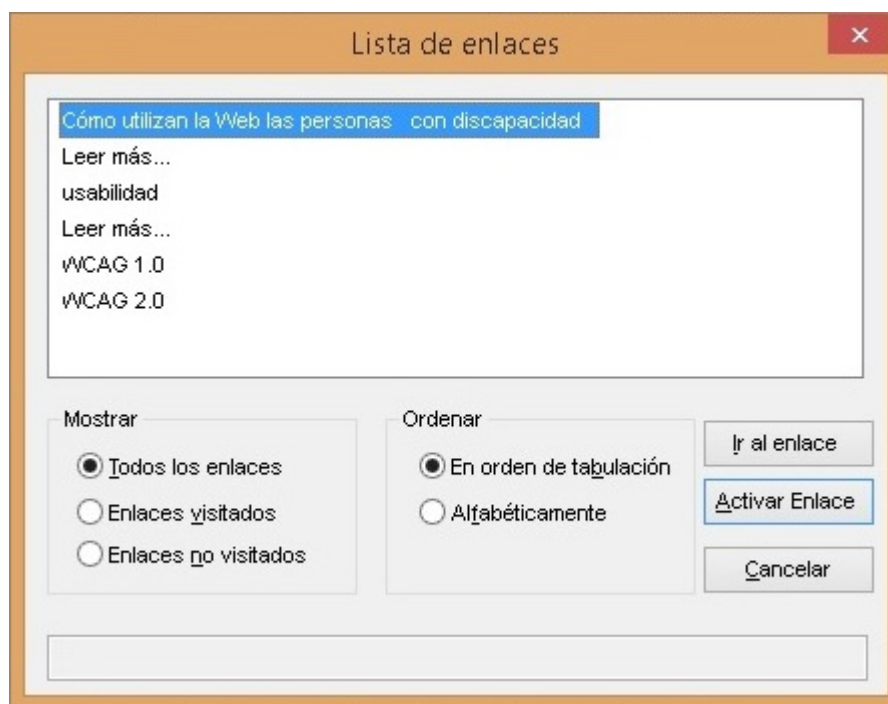 Lista de enlaces
Cómo utilizan la Web las personas con discapacidad
Leer más...
usabilidad
Leer más...
WCAG 1.0
WCAG 2.0
Mostrar
Todos los enlaces
Enlaces visitados
Enlaces no visitados
Ordenar
En orden de tabulación
Alfabéticamente
Ir al enlace
Activar Enlace
Cancelar